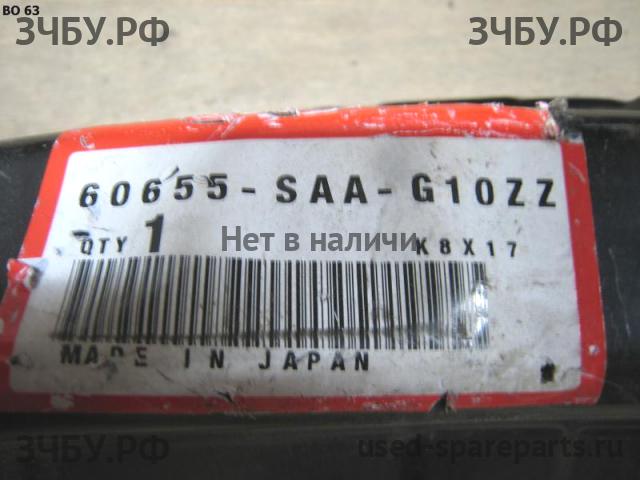 BO 63
ЗЧБУ.РФ ЗЧБУ.РФ
60655-SAA-G10ZZ
QTY 1 Нет в наличи K8X17
MADE IN JAPAN
ЗЧБУ.РФ used-spareparts.ru